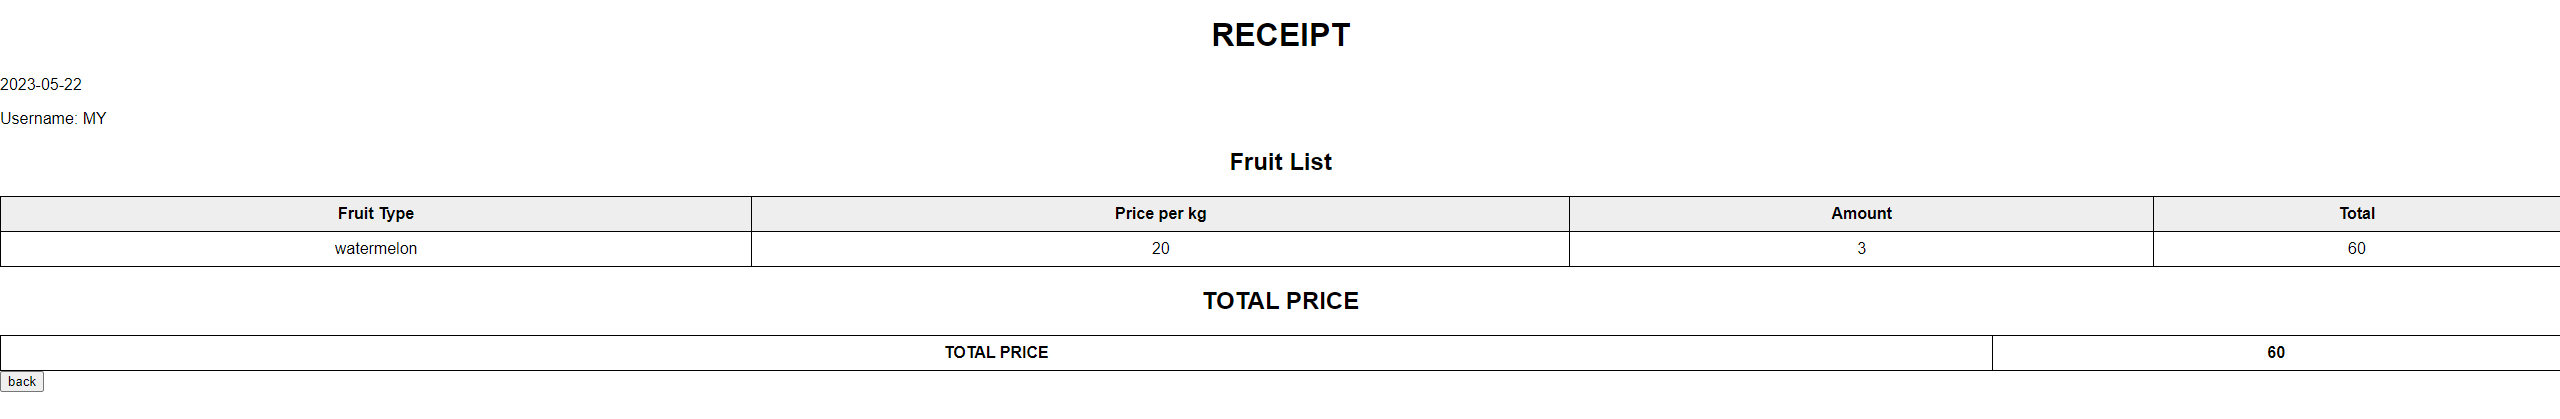 RECEIPT
2023-05-22
Username: MY
Fruit List
Fruit Type Price per kg Amount Total
watermelon 20 3 60
TOTAL PRICE
TOTAL PRICE 60
back